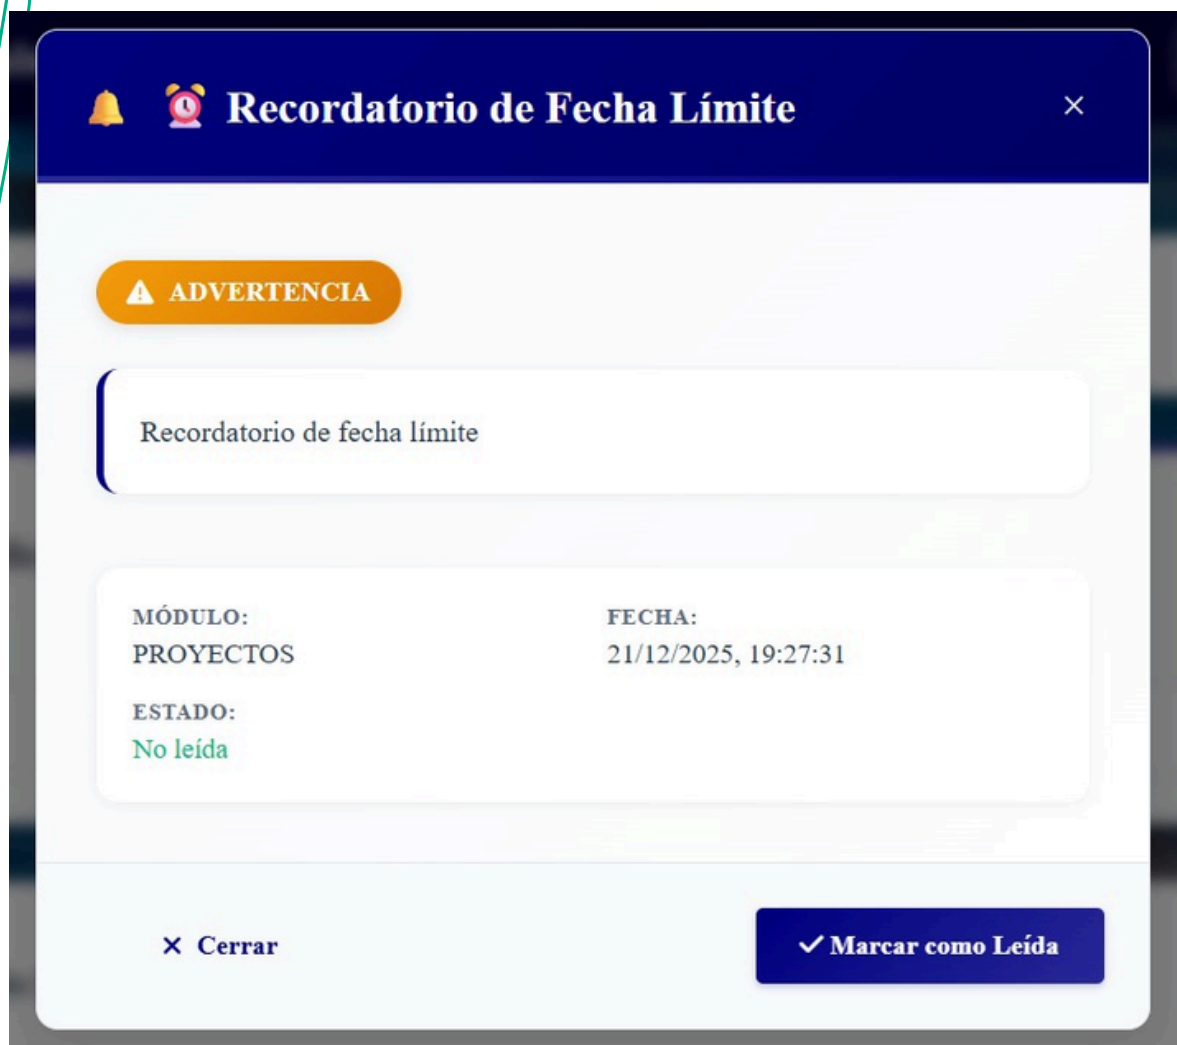 Recordatorio de Fecha Límite
ADVERTENCIA
Recordatorio de fecha límite
MÓDULO:
PROYECTOS
FECHA:
21/12/2025, 19:27:31
ESTADO:
No leída
Cerrar
Marcar como Leída